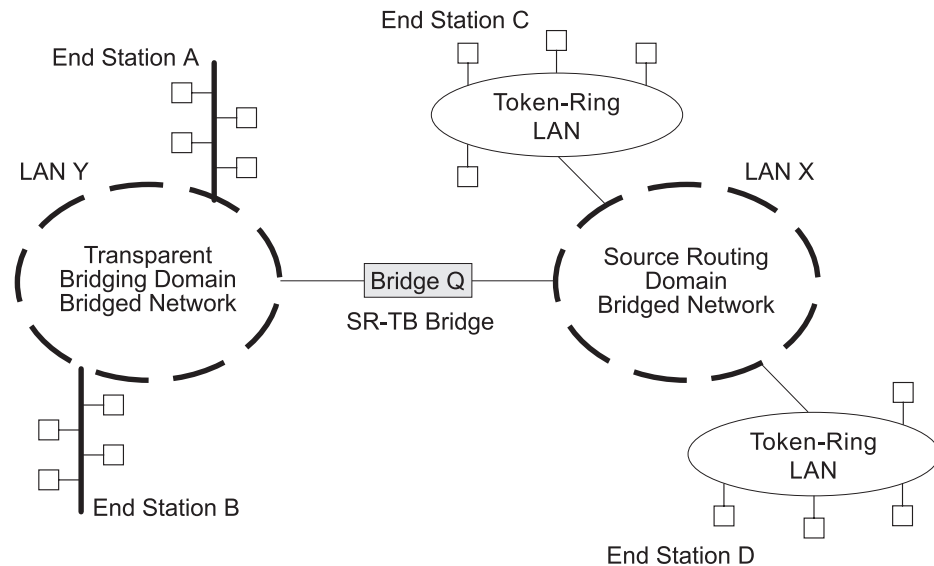 End Station C
End Station A
Token-Ring
LAN
LAN Y
LAN X
Transparent
Bridging Domain
Bridged Network
Bridge Q
SR-TB Bridge
Source Routing
Domain
Bridged Network
Token-Ring
LAN
End Station B
End Station D